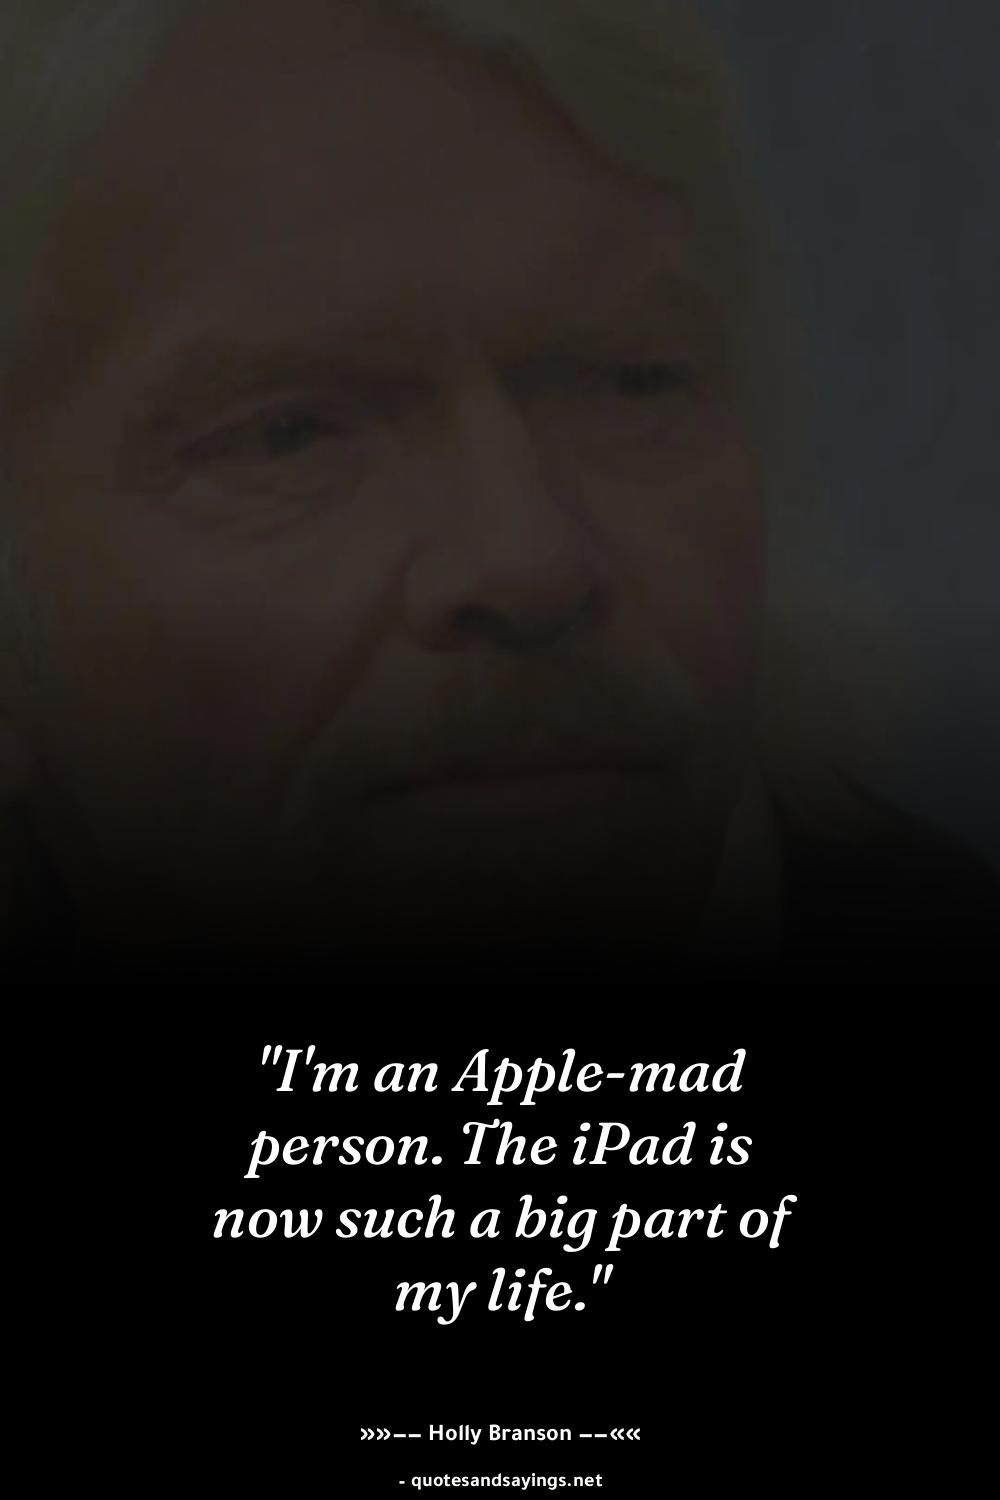 "I'm an Apple-mad
person. The iPad is
now such a big part of
my life."
»»–– Holly Branson ––««
- quotesandsayings.net